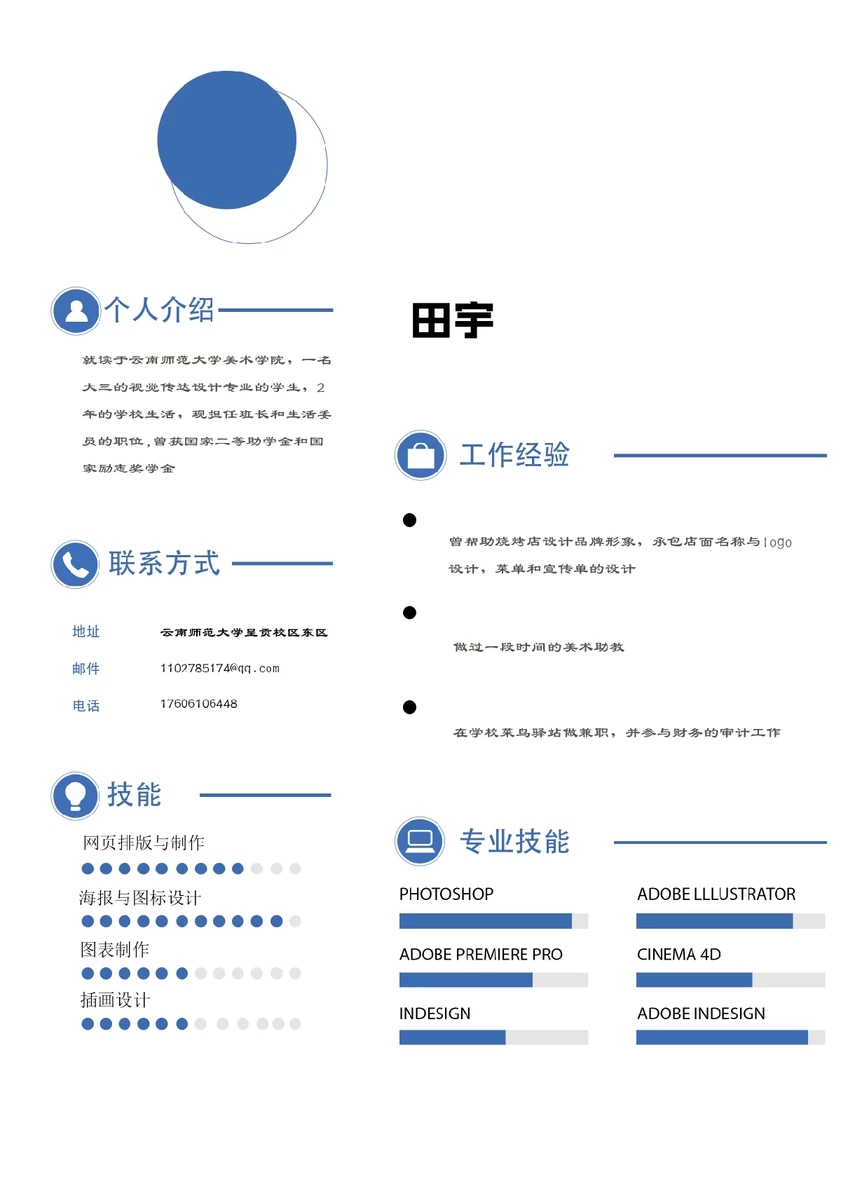 个人介绍
就读于云南师范大学美术学院，一名
大三的视觉传达设计专业的学生，2
年的学校生活，现担任班长和生活委
员的职位,曾获国家二等助学金和国
家励志奖学金
联系方式
地址 云南师范大学呈贡校区东区
邮件 1102785174@qq.com
电话 17606106448
技能
网页排版与制作
海报与图标设计
图表制作
插画设计
田宇
工作经验
曾帮助烧烤店设计品牌形象，承包店面名称与logo
设计，菜单和宣传单的设计
做过一段时间的美术助教
在学校菜鸟驿站做兼职，并参与财务的审计工作
专业技能
PHOTOSHOP ADOBE LLLUSTRATOR
ADOBE PREMIERE PRO CINEMA 4D
INDESIGN ADOBE INDESIGN